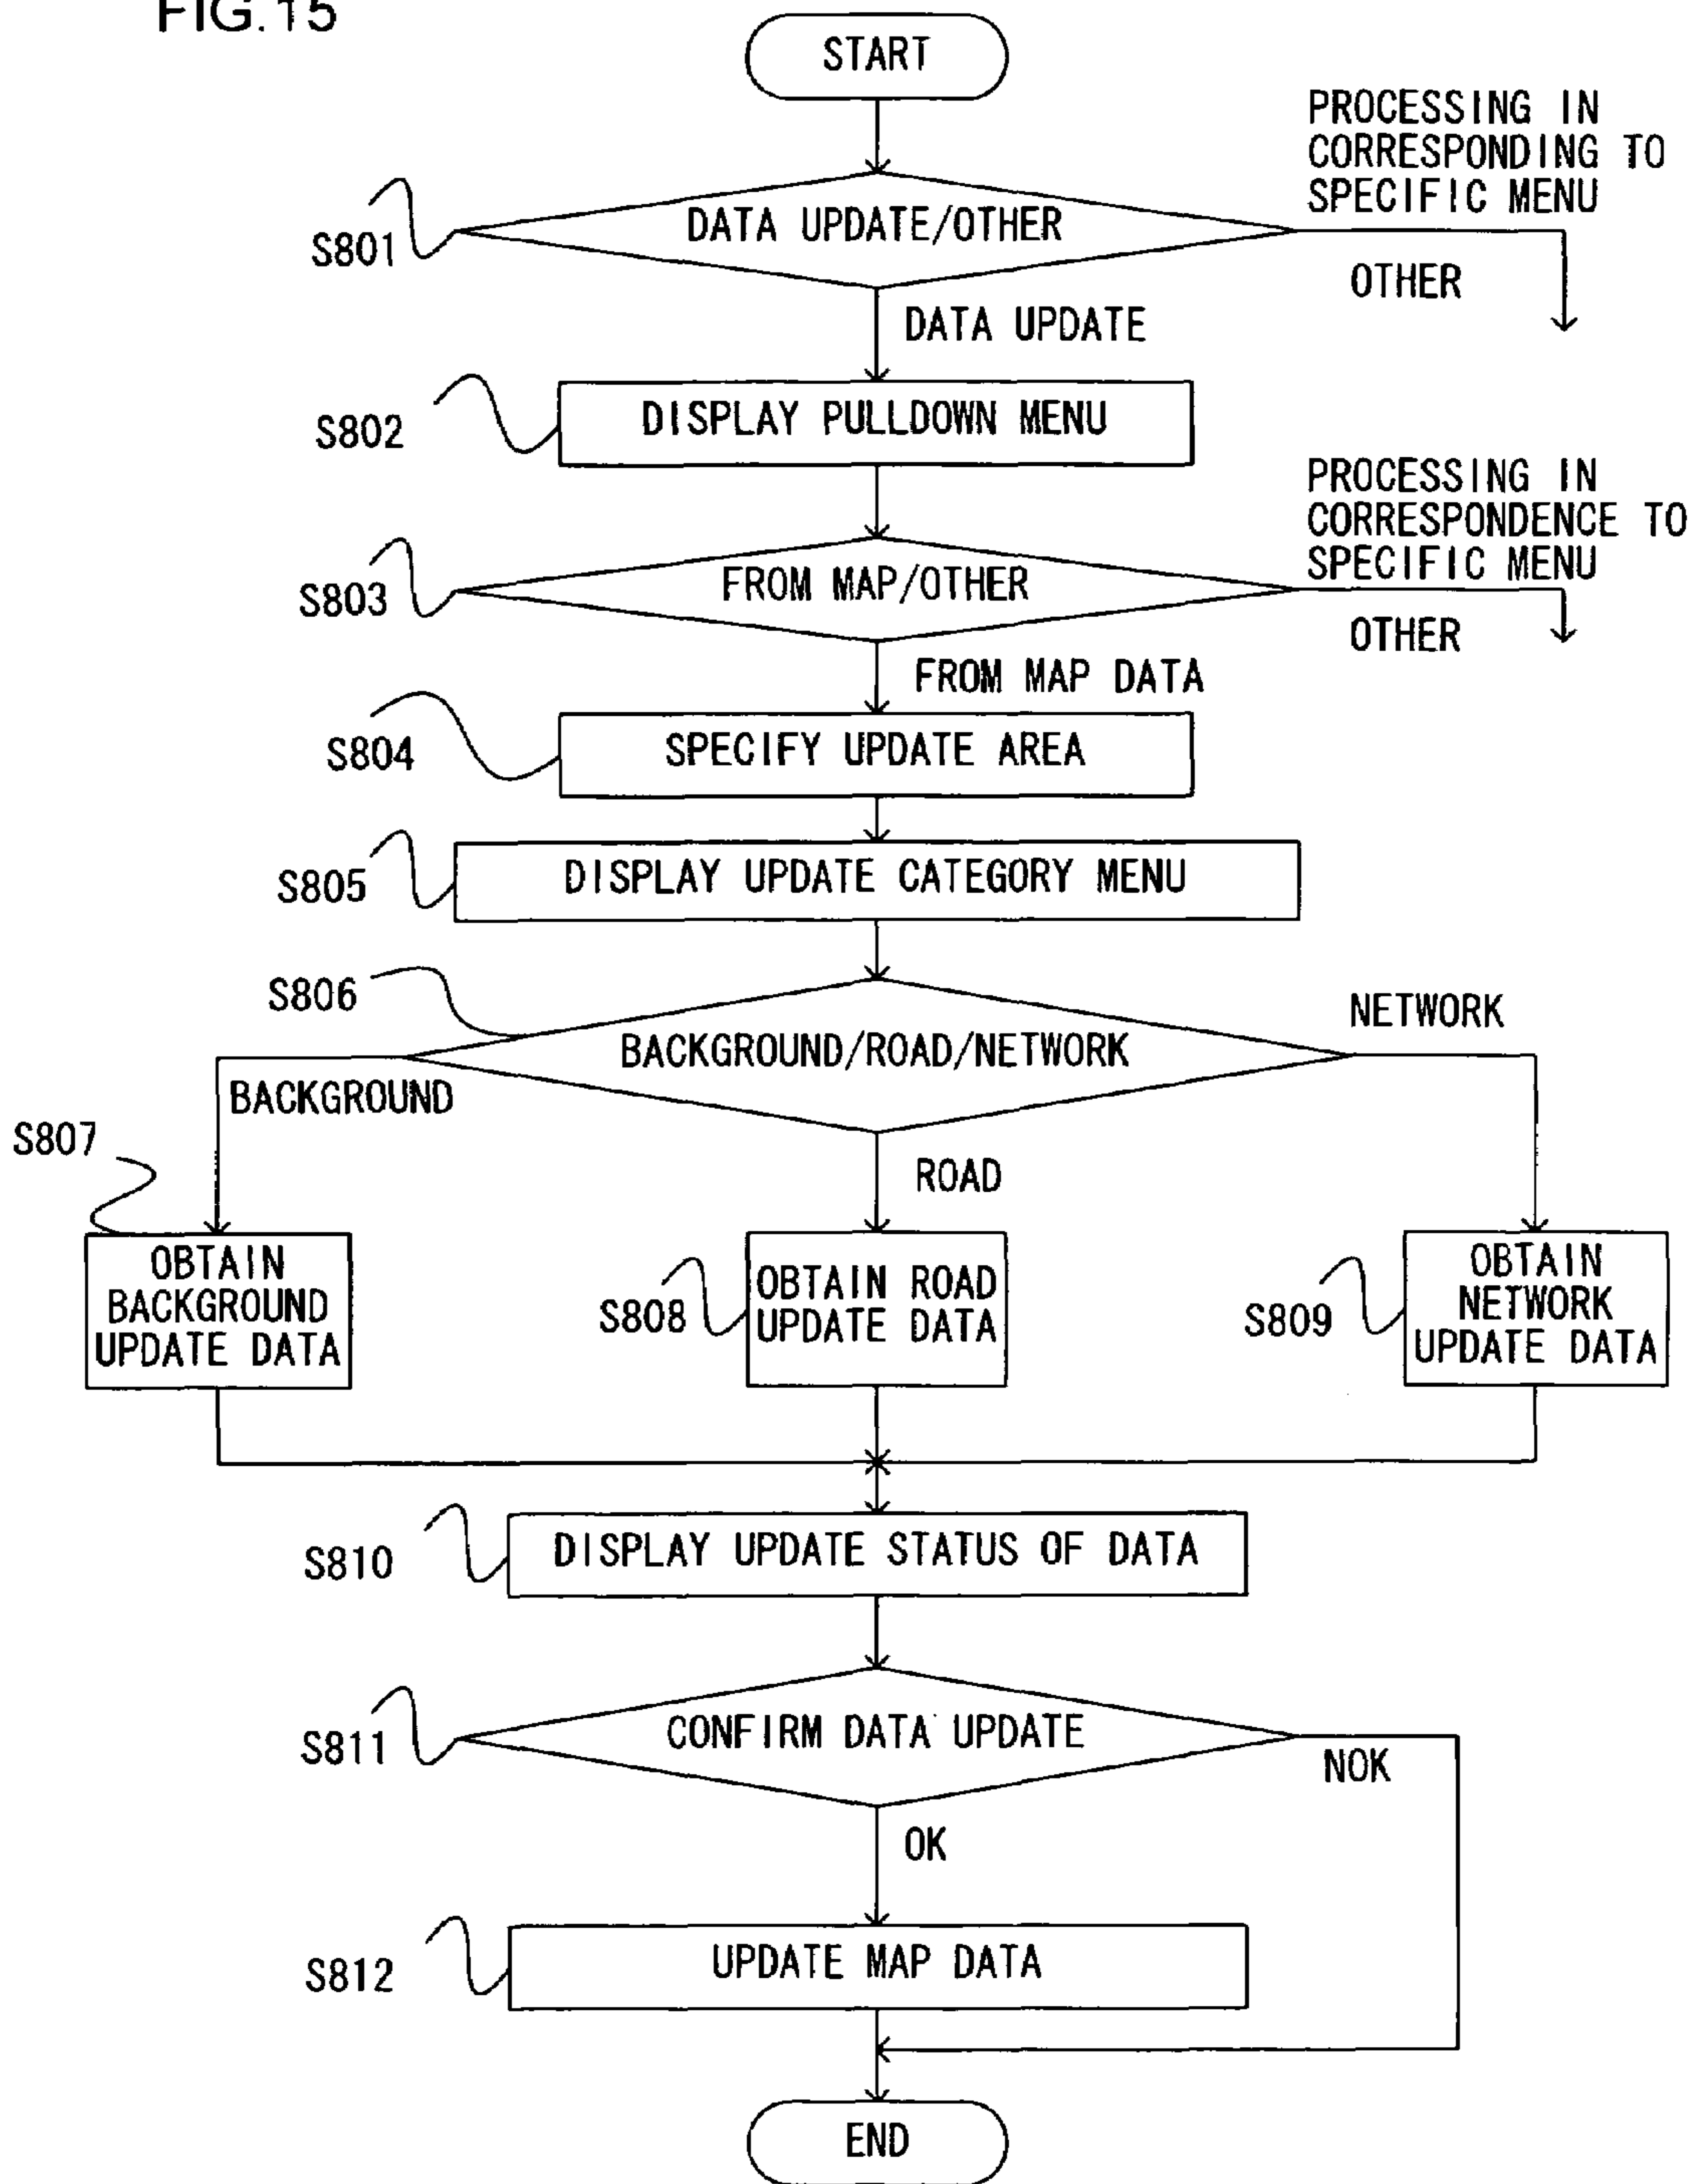 FIG.15
START
PROCESSING IN
CORRESPONDING TO
SPECIFIC MENU
S801
DATA UPDATE/OTHER
OTHER
DATA UPDATE
S802
DISPLAY PULLDOWN MENU
PROCESSING IN
CORRESPONDENCE TO
SPECIFIC MENU
S803
FROM MAP/OTHER
OTHER
FROM MAP DATA
S804
SPECIFY UPDATE AREA
S805
DISPLAY UPDATE CATEGORY MENU
S806
BACKGROUND/ROAD/NETWORK
NETWORK
BACKGROUND
ROAD
S807
OBTAIN
BACKGROUND
UPDATE DATA
S808
OBTAIN ROAD
UPDATE DATA
S809
OBTAIN
NETWORK
UPDATE DATA
S810
DISPLAY UPDATE STATUS OF DATA
S811
CONFIRM DATA UPDATE
NOK
OK
S812
UPDATE MAP DATA
END